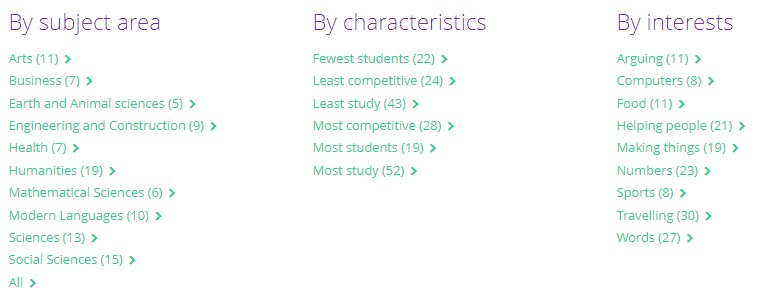 By subject area
Arts (11)
Business (7)
Earth and Animal sciences (5)
Engineering and Construction (9)
Health (7)
Humanities (19)
Mathematical Sciences (6)
Modern Languages (10)
Sciences (13)
Social Sciences (15)
All
By characteristics
Fewest students (22)
Least competitive (24)
Least study (43)
Most competitive (28)
Most students (19)
Most study (52)
By interests
Arguing (11)
Computers (8)
Food (11)
Helping people (21)
Making things (19)
Numbers (23)
Sports (8)
Travelling (30)
Words (27)